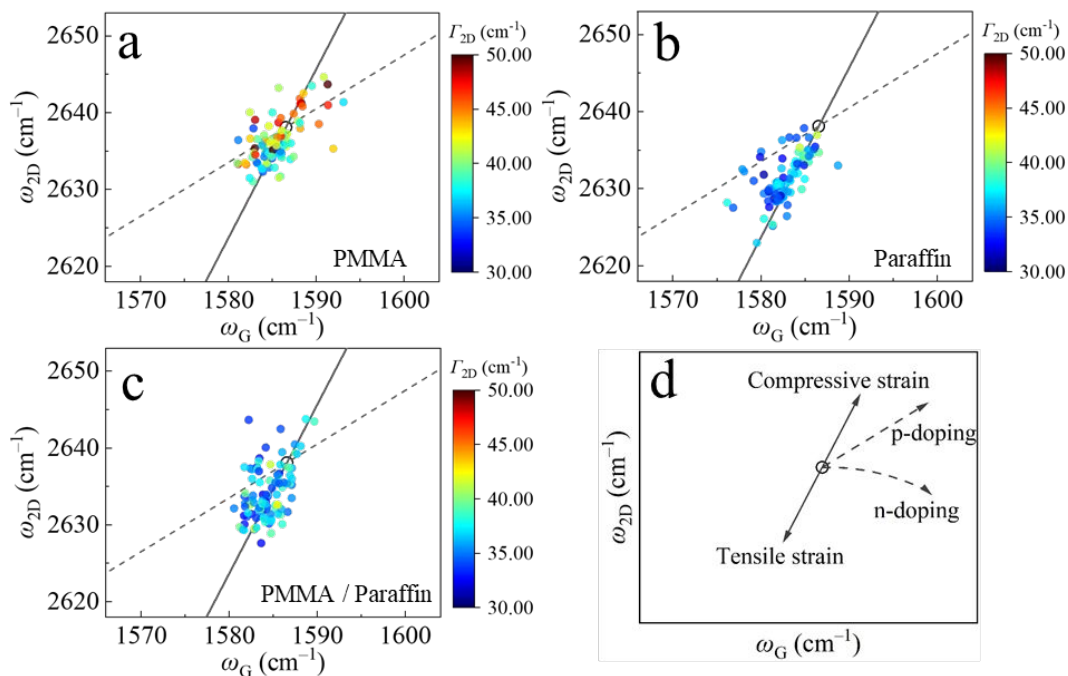 a
Γ2D (cm⁻¹)
50.00
45.00
40.00
35.00
30.00
2650
2640
2630
2620
ω2D (cm⁻¹)
PMMA
1570 1580 1590 1600
ωG (cm⁻¹)
b
Γ2D (cm⁻¹)
50.00
45.00
40.00
35.00
30.00
2650
2640
2630
2620
ω2D (cm⁻¹)
Paraffin
1570 1580 1590 1600
ωG (cm⁻¹)
c
Γ2D (cm⁻¹)
50.00
45.00
40.00
35.00
30.00
2650
2640
2630
2620
ω2D (cm⁻¹)
PMMA / Paraffin
1570 1580 1590 1600
ωG (cm⁻¹)
d
Compressive strain
p-doping
n-doping
Tensile strain
ω2D (cm⁻¹)
ωG (cm⁻¹)